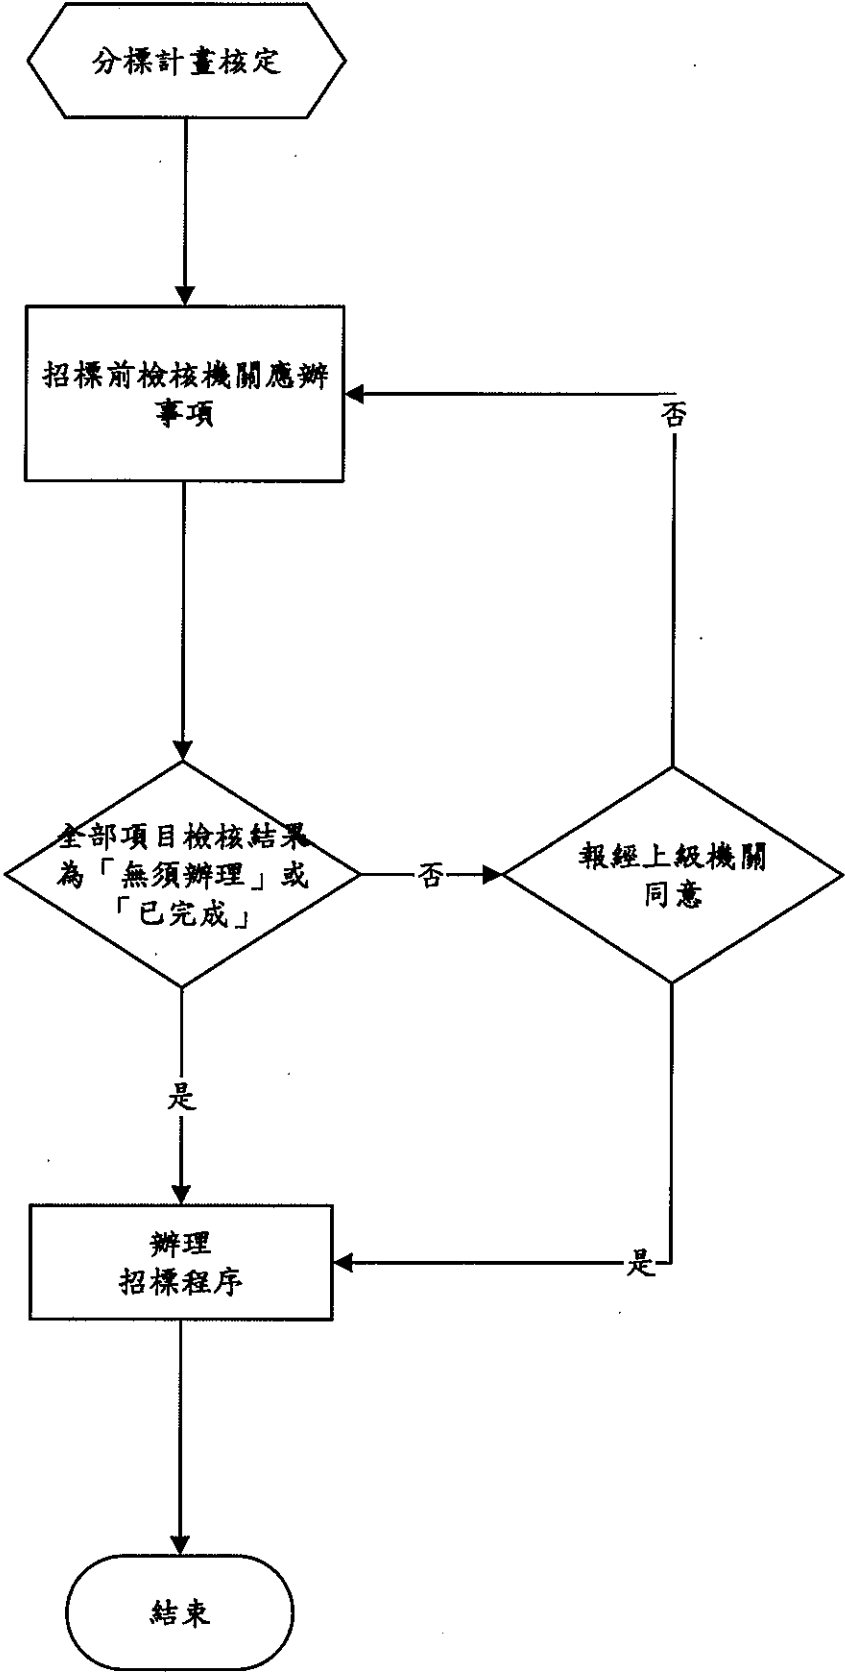 分標計畫核定
招標前檢核機關應辦
事項
否
全部項目檢核結果
為「無須辦理」或
「已完成」
否
報經上級機關
同意
是
辦理
招標程序
是
結束